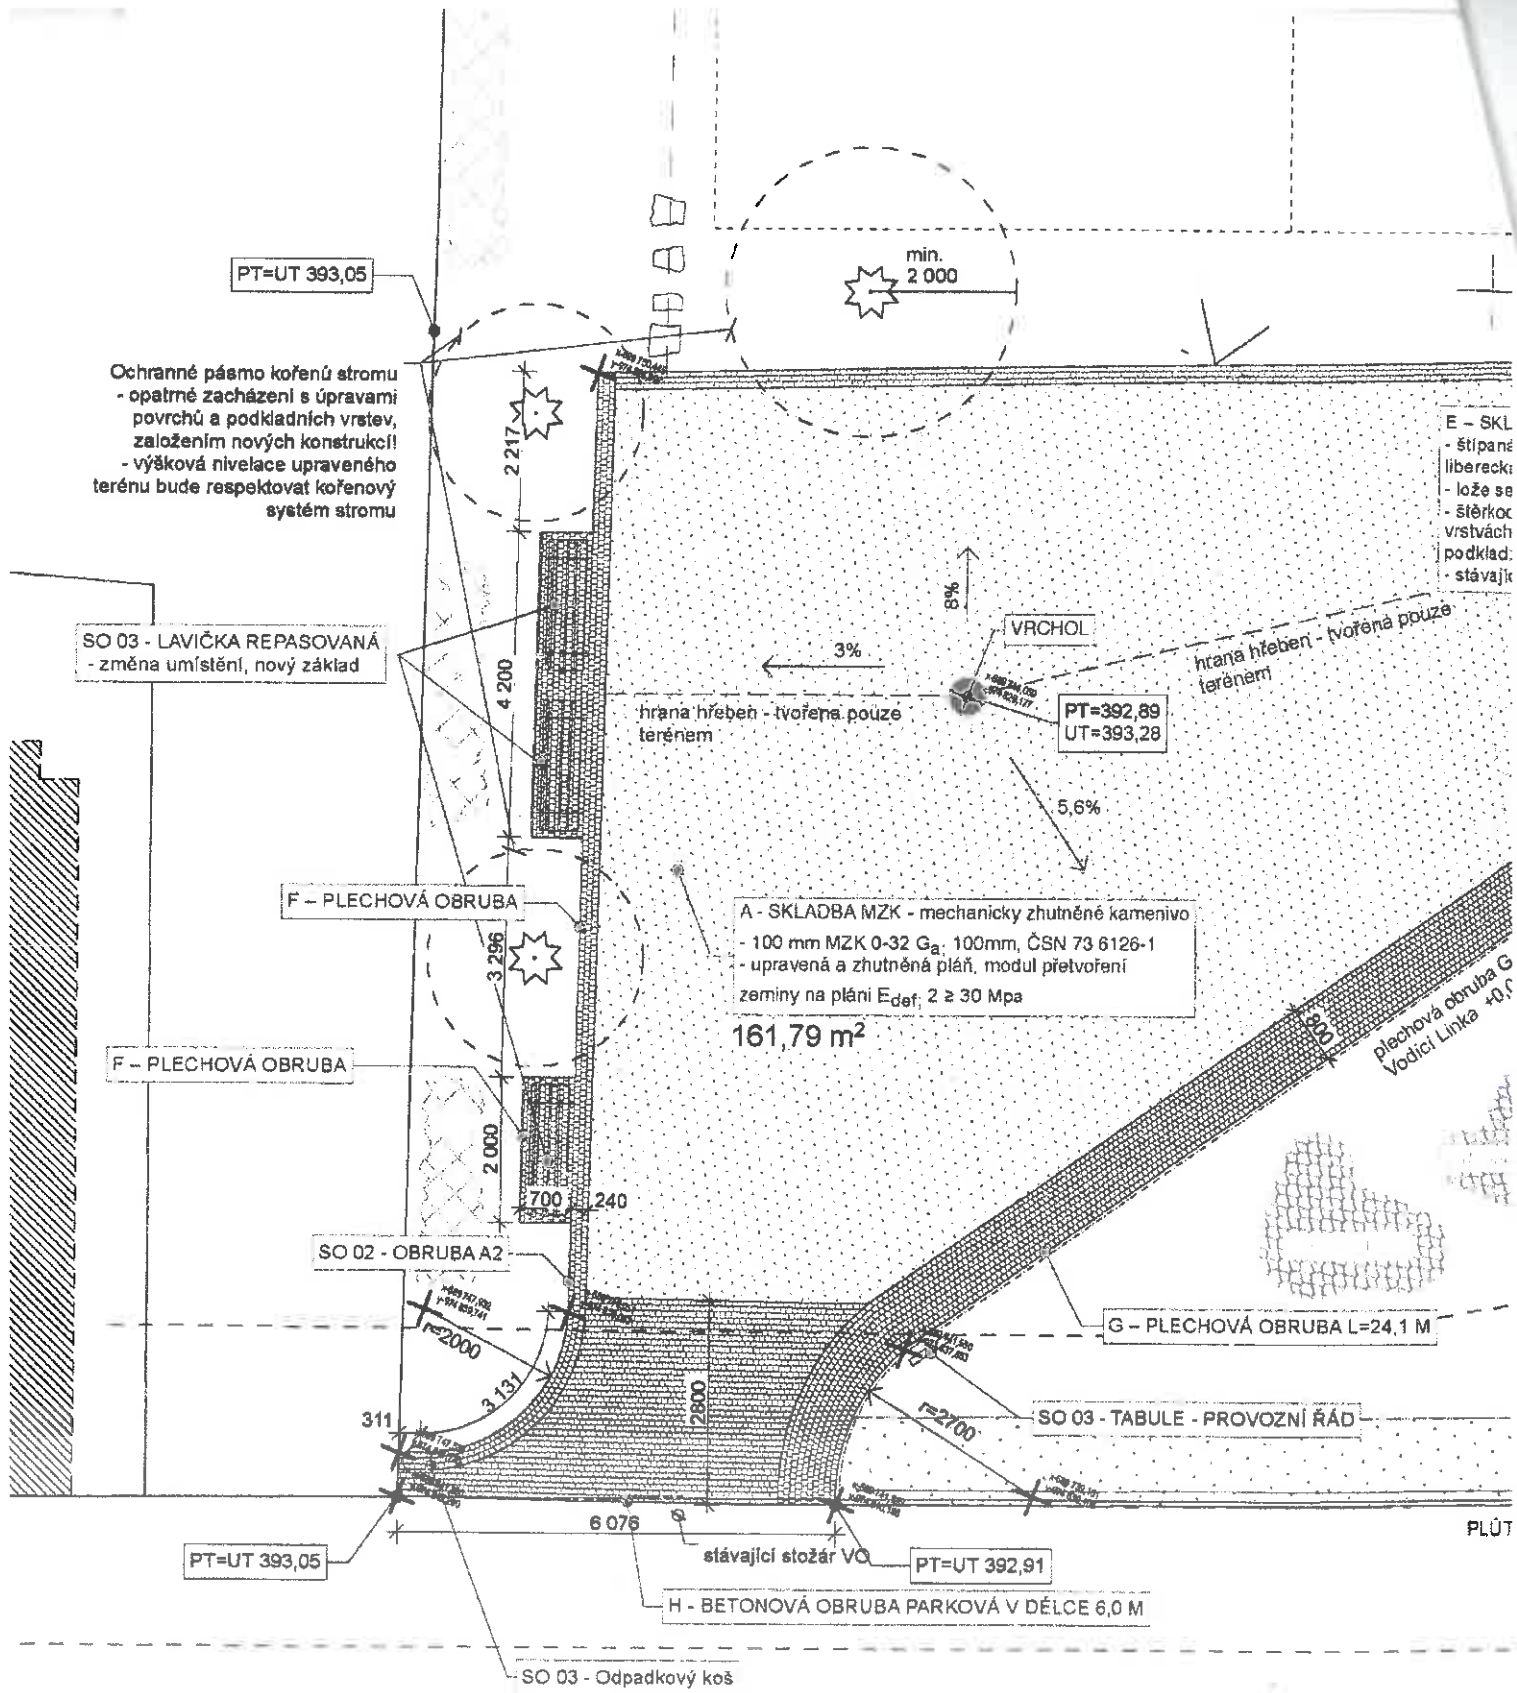 min.
2 000
PT=UT 393,05
Ochranné pásmo kořenů stromu
- opatrné zacházení s úpravami
povrchů a podkladních vrstev,
založením nových konstrukcí!
- výšková nivelace upraveného
terénu bude respektovat kořenový
systém stromu
2 217
E – SKL
- štípaná
liberecká
- lože se
- štěrkod
vrstvách
podklad:
- stávajíc
8%
VRCHOL
SO 03 - LAVIČKA REPASOVANÁ
- změna umístění, nový základ
3%
hrana hřeben - tvořená pouze
terénem
4 200
hrana hřeben - tvořená pouze
terénem
PT=392,89
UT=393,28
5,6%
F – PLECHOVÁ OBRUBA
A - SKLADBA MZK - mechanicky zhutněné kamenivo
- 100 mm MZK 0-32 Ga; 100mm, ČSN 73 6126-1
- upravená a zhutněná pláň, modul přetvoření
zeminy na pláni Edef; 2 ≥ 30 Mpa
3 296
161,79 m²
800
plechová obruba G
Vodící Linka +0,0
F – PLECHOVÁ OBRUBA
2 000
700
240
SO 02 - OBRUBA A2
r=2000
G – PLECHOVÁ OBRUBA L=24,1 M
3 131
2800
311
r=2700
SO 03 - TABULE - PROVOZNÍ ŘÁD
6 076
PLŮT
stávající stožár VO
PT=UT 393,05
PT=UT 392,91
H - BETONOVÁ OBRUBA PARKOVÁ V DÉLCE 6,0 M
SO 03 - Odpadkový koš